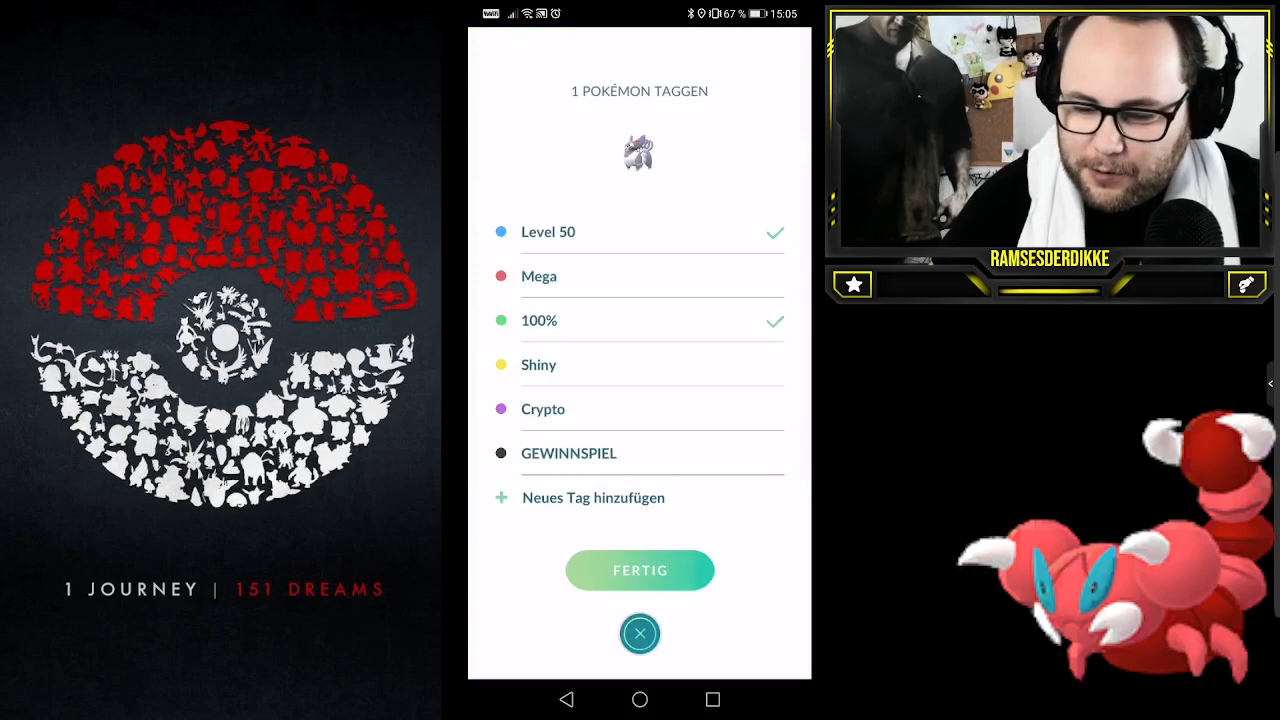 67 % 15:05
1 POKÉMON TAGGEN
Level 50
Mega
100%
Shiny
Crypto
GEWINNSPIEL
Neues Tag hinzufügen
FERTIG
1 JOURNEY | 151 DREAMS
RAMSESDERDIKKE